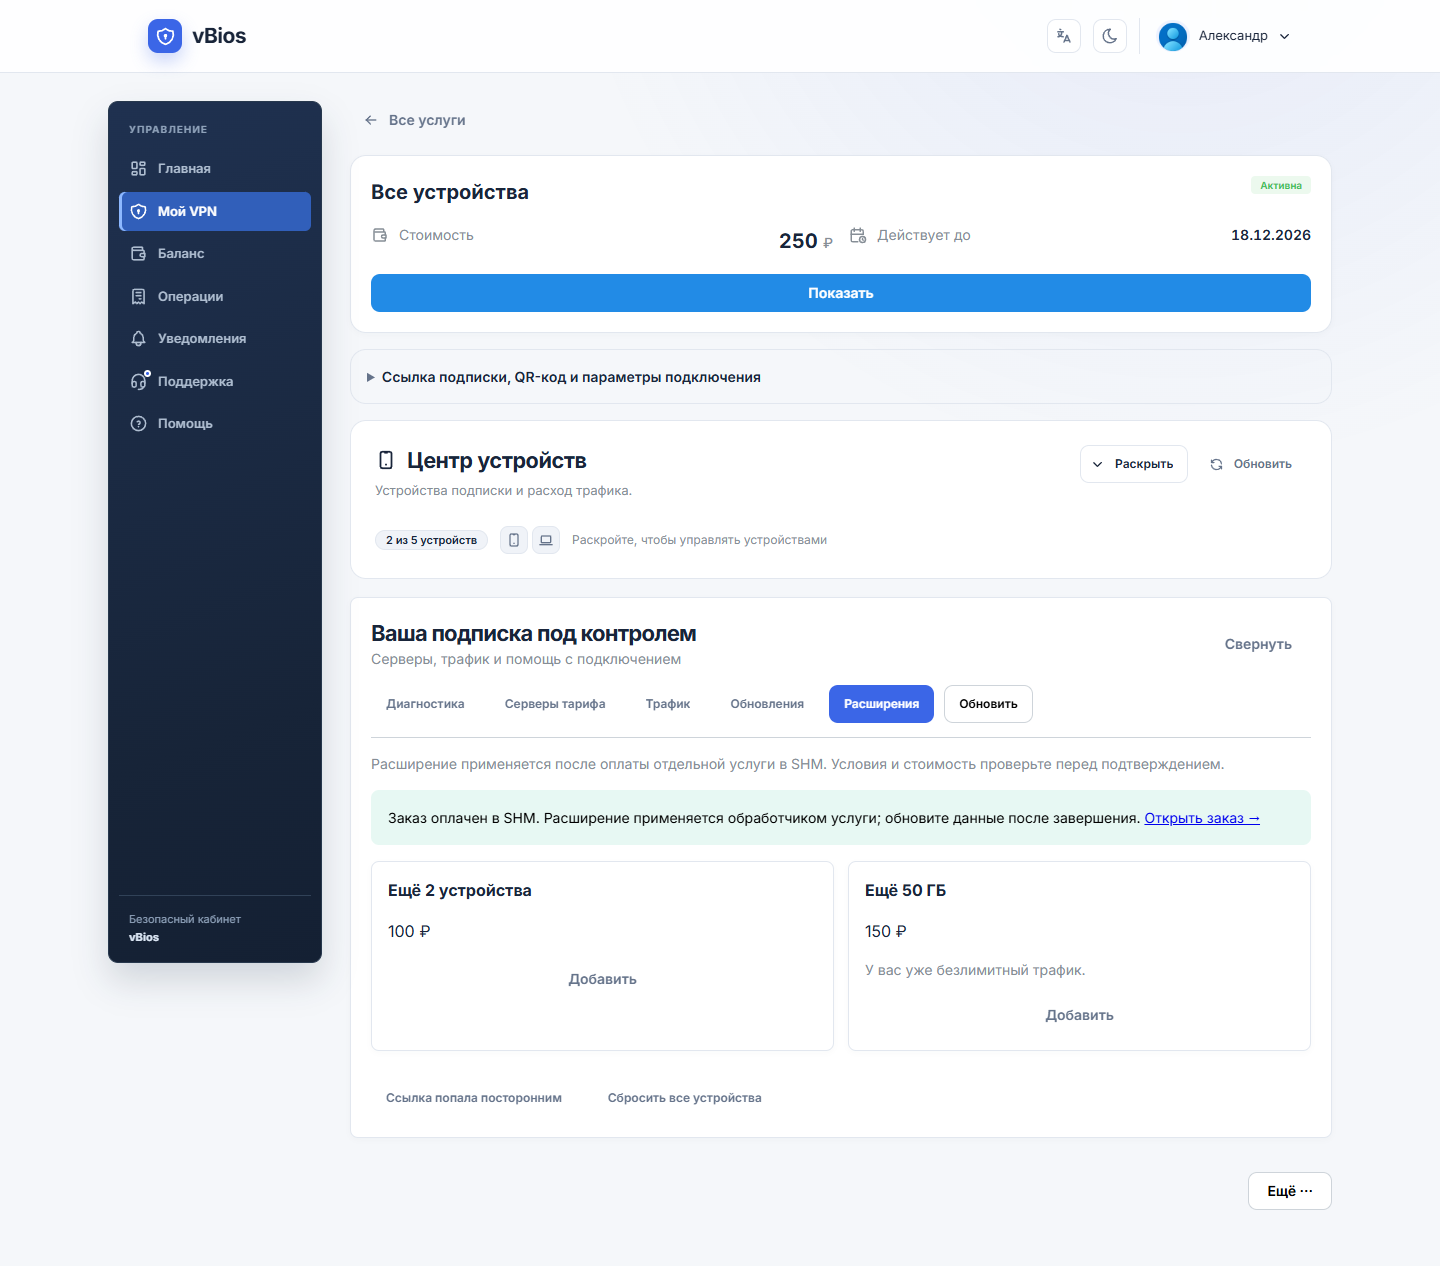 vBios
Александр
УПРАВЛЕНИЕ
Главная
Мой VPN
Баланс
Операции
Уведомления
Поддержка
Помощь
Безопасный кабинет
vBios
← Все услуги
Все устройства
Активна
Стоимость
250 ₽
Действует до
18.12.2026
Показать
Ссылка подписки, QR-код и параметры подключения
Центр устройств
Раскрыть
Обновить
Устройства подписки и расход трафика.
2 из 5 устройств
Раскройте, чтобы управлять устройствами
Ваша подписка под контролем
Серверы, трафик и помощь с подключением
Свернуть
Диагностика
Серверы тарифа
Трафик
Обновления
Расширения
Обновить
Расширение применяется после оплаты отдельной услуги в SHM. Условия и стоимость проверьте перед подтверждением.
Заказ оплачен в SHM. Расширение применяется обработчиком услуги; обновите данные после завершения. Открыть заказ →
Ещё 2 устройства
100 ₽
Добавить
Ещё 50 ГБ
150 ₽
У вас уже безлимитный трафик.
Добавить
Ссылка попала посторонним
Сбросить все устройства
Ещё ···